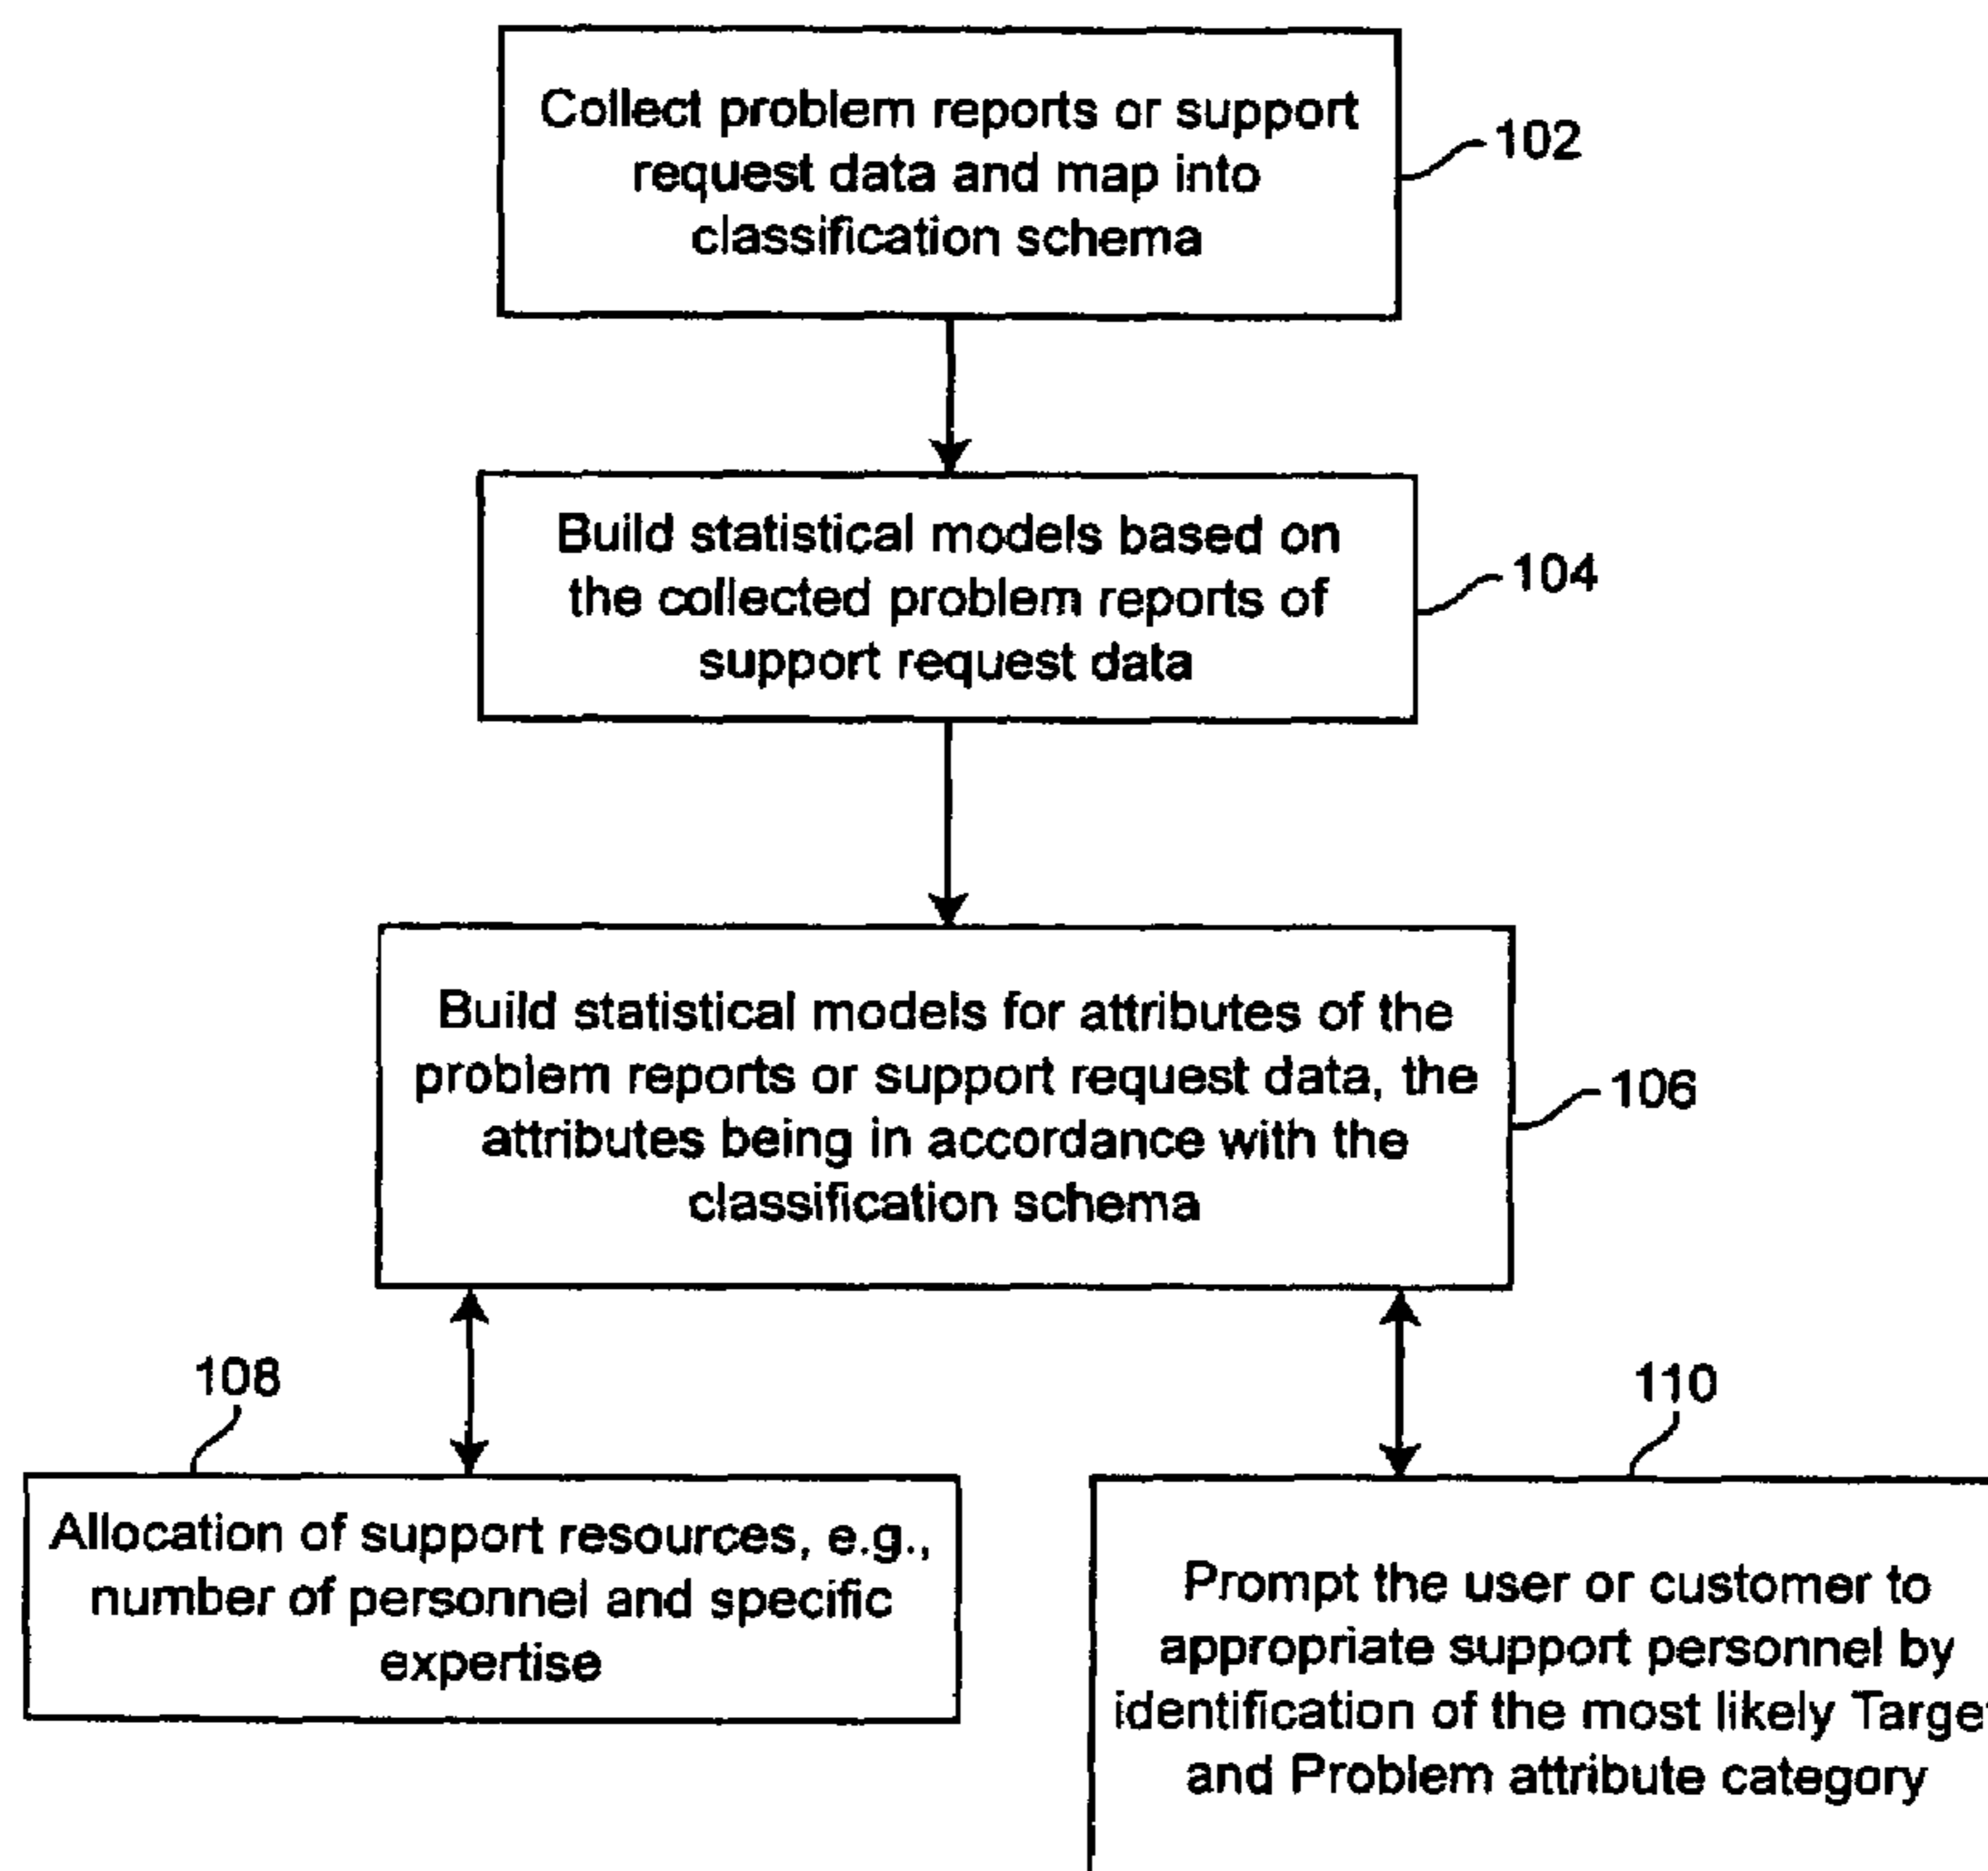 Collect problem reports or support
request data and map into
classification schema
102
Build statistical models based on
the collected problem reports of
support request data
104
Build statistical models for attributes of the
problem reports or support request data, the
attributes being in accordance with the
classification schema
106
108
110
Allocation of support resources, e.g.,
number of personnel and specific
expertise
Prompt the user or customer to
appropriate support personnel by
identification of the most likely Target
and Problem attribute category